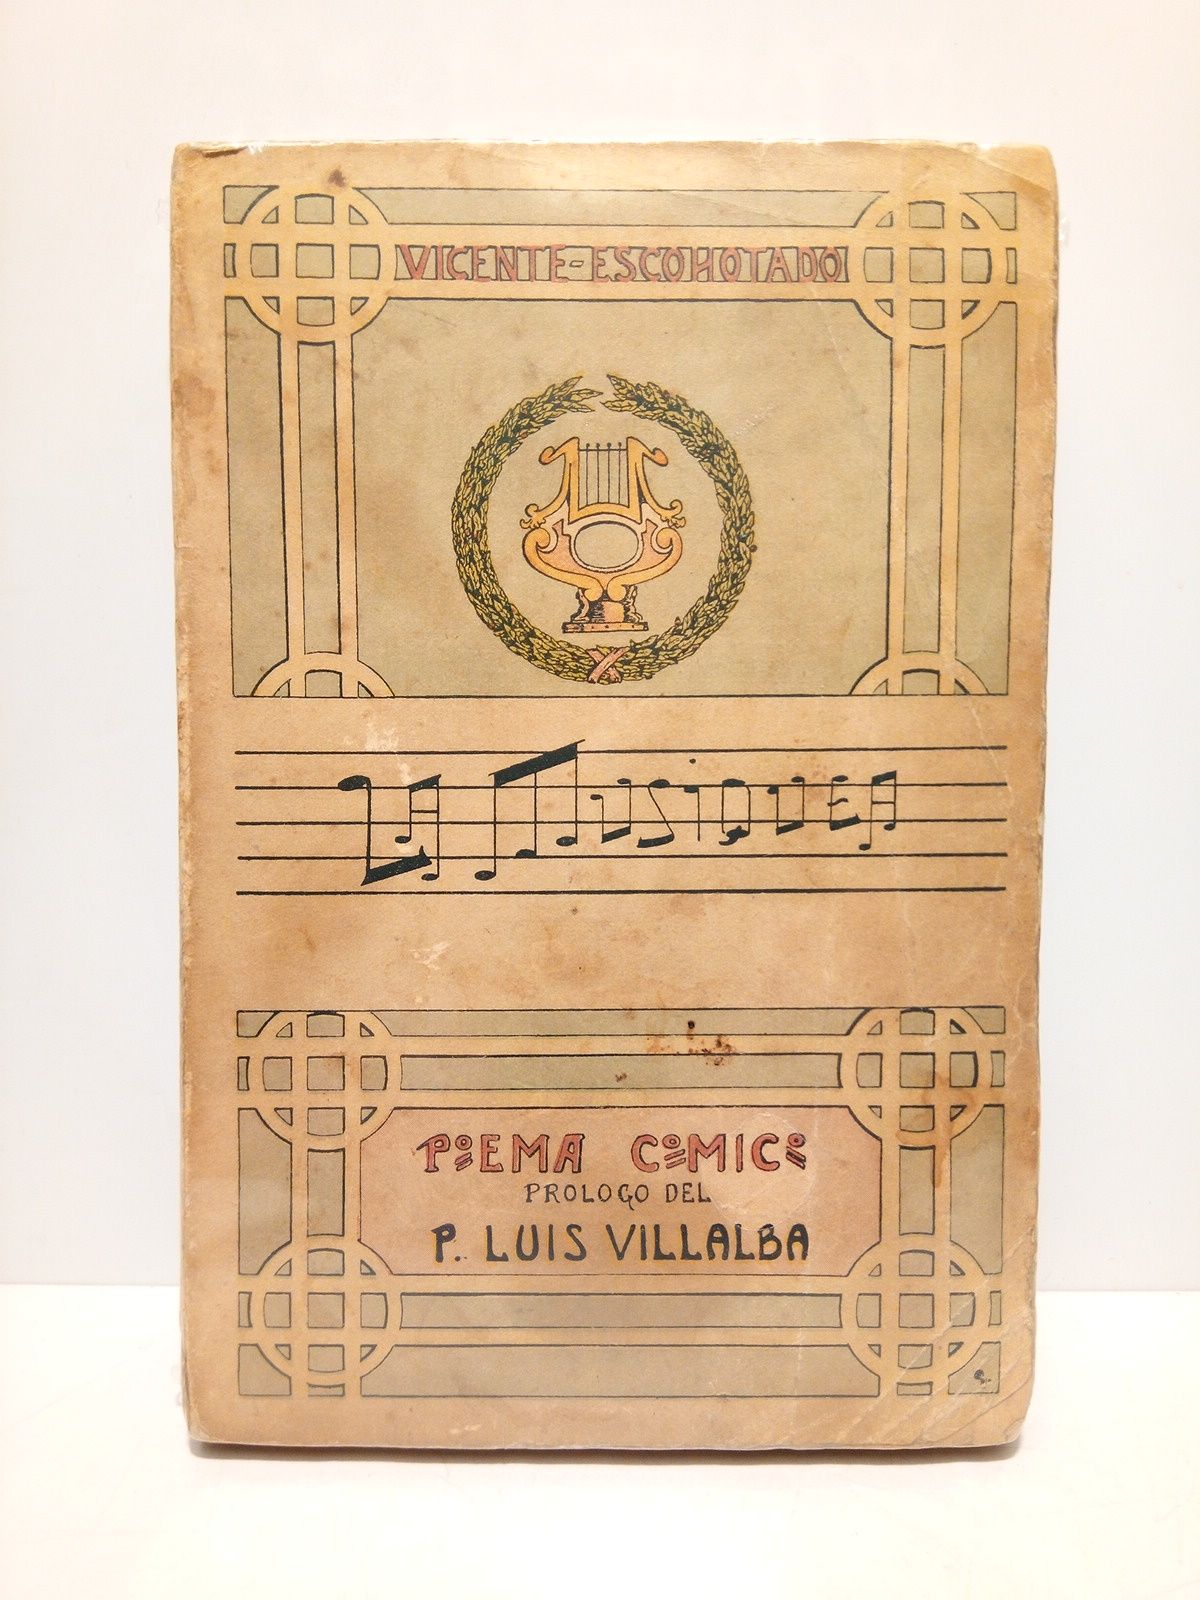 VICENTE-ESCOHOTADO
LA MUSIQUEA
POEMA COMICO
PROLOGO DEL
P. LUIS VILLALBA